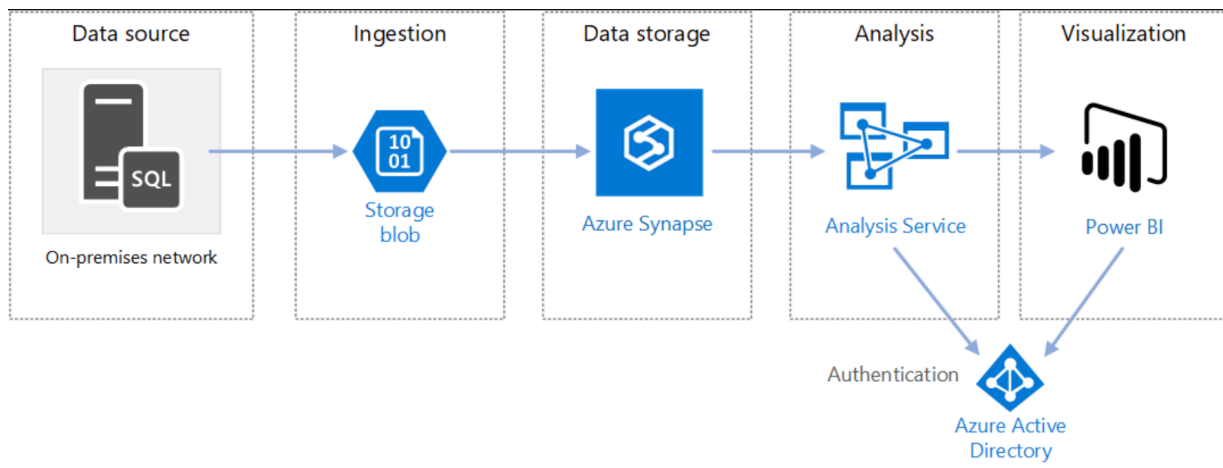 Data source
Ingestion
Data storage
Analysis
Visualization
SQL
10
01
On-premises network
Storage
blob
Azure Synapse
Analysis Service
Power BI
Authentication
Azure Active
Directory